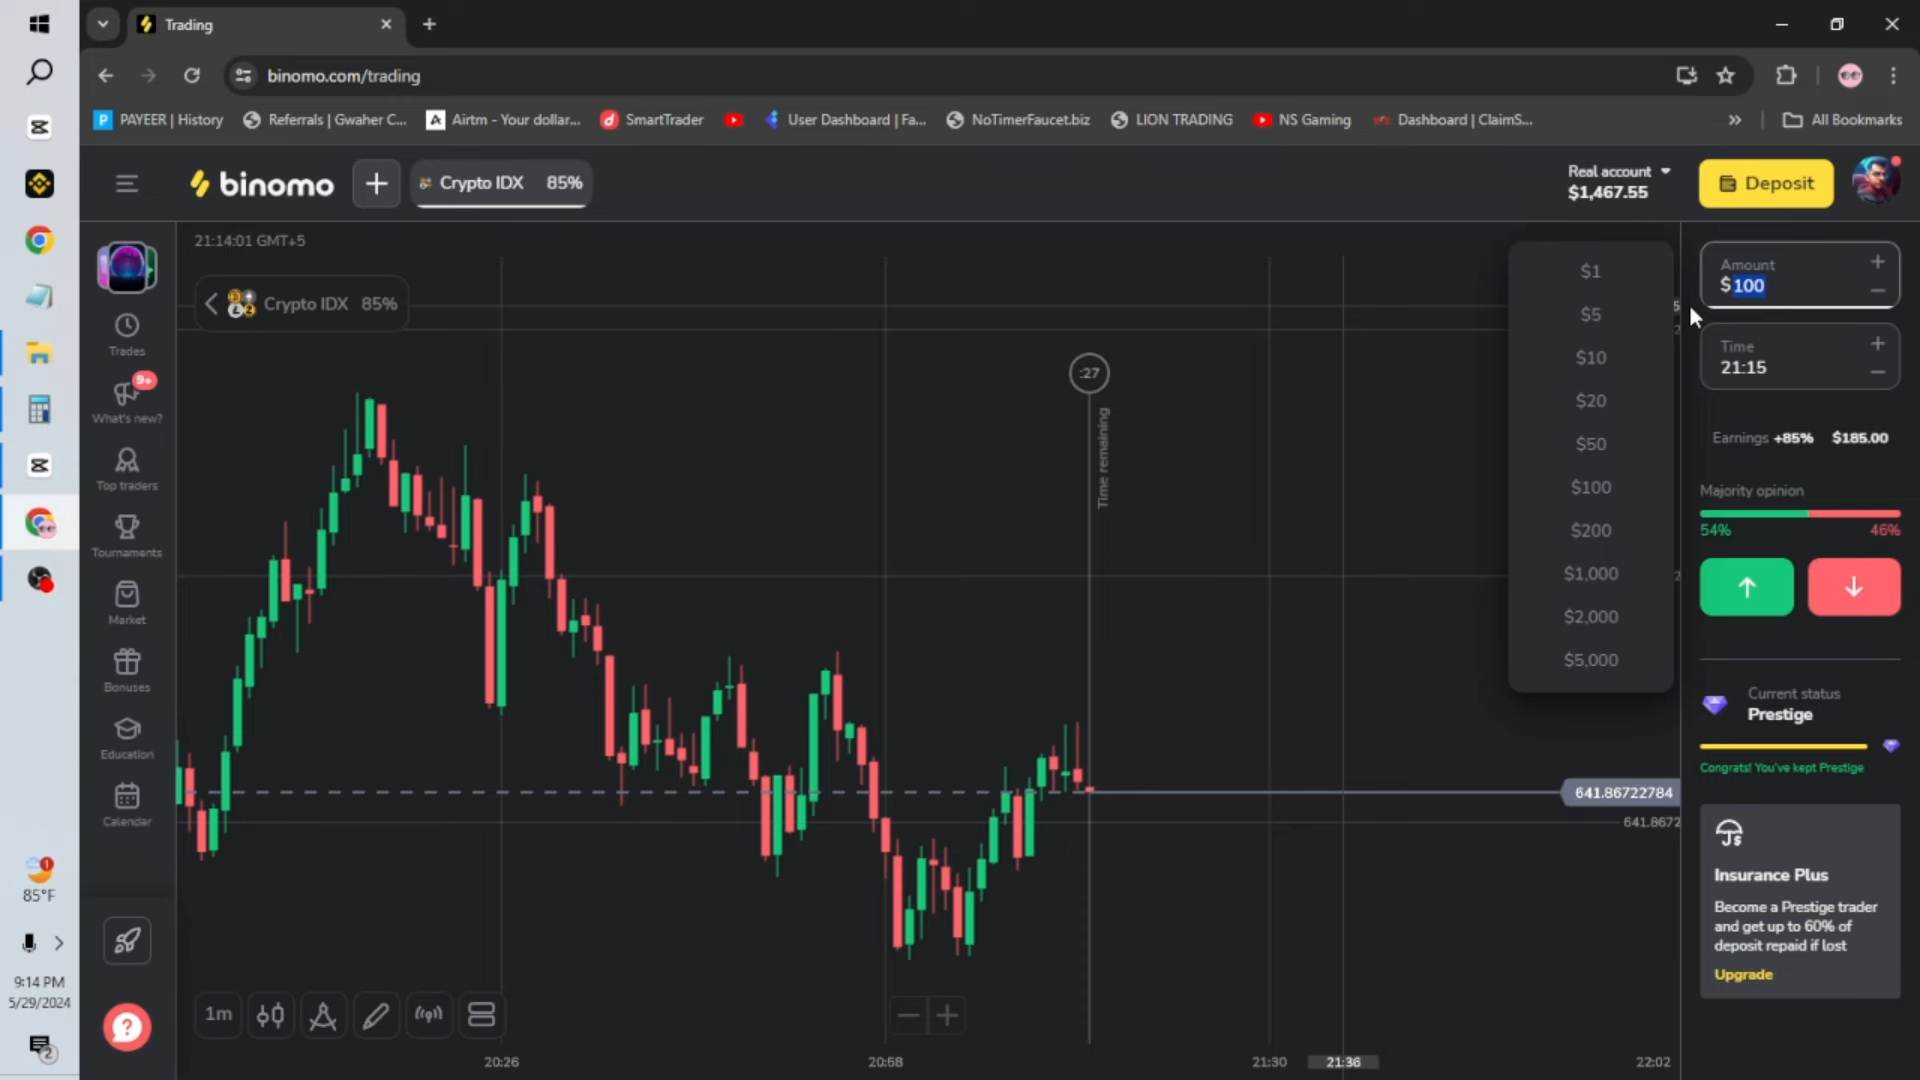 Trading
binomo.com/trading
PAYEER | History
Referrals | Gwaher C...
Airtm - Your dollar...
SmartTrader
User Dashboard | Fa...
NoTimerFaucet.biz
LION TRADING
NS Gaming
Dashboard | ClaimS...
All Bookmarks
binomo
Crypto IDX 85%
Real account
$1,467.55
Deposit
21:14:01 GMT+5
Crypto IDX 85%
Trades
9+
What's new?
Top traders
Tournaments
Market
Bonuses
Education
Calendar
:27
Time remaining
$1
$5
$10
$20
$50
$100
$200
$1,000
$2,000
$5,000
Amount
$100
Time
21:15
Earnings +85% $185.00
Majority opinion
54% 46%
Current status
Prestige
Congrats! You've kept Prestige
Insurance Plus
Become a Prestige trader
and get up to 60% of
deposit repaid if lost
Upgrade
641.86722784
641.8672
1m
20:26
20:58
21:30
21:36
22:02
1
85°F
9:14 PM
5/29/2024
2